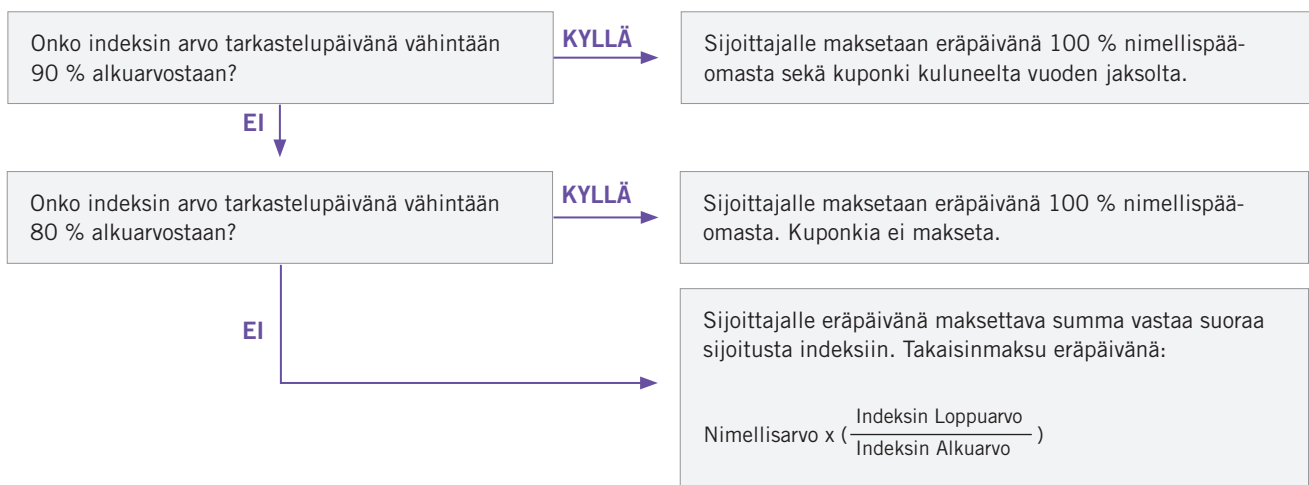 Onko indeksin arvo tarkastelupäivänä vähintään
90 % alkuarvostaan?
KYLLÄ
Sijoittajalle maksetaan eräpäivänä 100 % nimellispää-
omasta sekä kuponki kuluneelta vuoden jaksolta.
EI
Onko indeksin arvo tarkastelupäivänä vähintään
80 % alkuarvostaan?
KYLLÄ
Sijoittajalle maksetaan eräpäivänä 100 % nimellispää-
omasta. Kuponkia ei makseta.
EI
Sijoittajalle eräpäivänä maksettava summa vastaa suoraa
sijoitusta indeksiin. Takaisinmaksu eräpäivänä:
Indeksin Loppuarvo
Nimellisarvo x ( )
Indeksin Alkuarvo